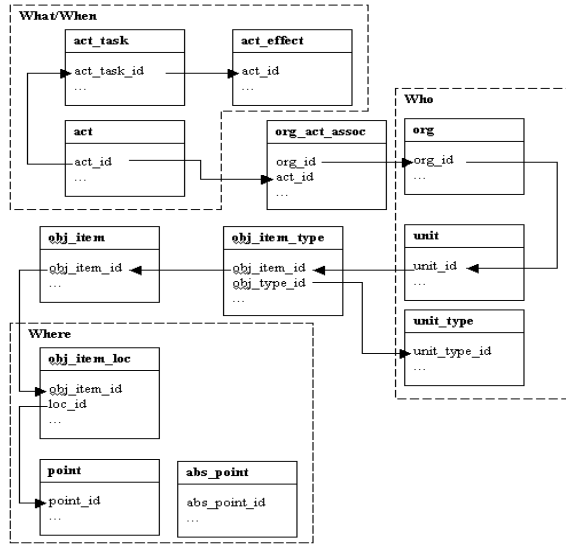 What/When
act_task
act_task_id
...
act_effect
act_id
...
act
act_id
...
org_act_assoc
org_id
act_id
...
Who
org
org_id
...
obj_item
obj_item_id
...
obj_item_type
obj_item_id
obj_type_id
...
unit
unit_id
...
unit_type
unit_type_id
...
Where
obj_item_loc
obj_item_id
loc_id
...
point
point_id
...
abs_point
abs_point_id
...